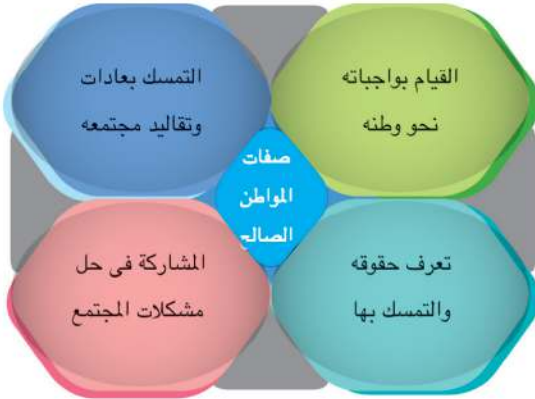 القيام بواجباته
نحو وطنه
التمسك بعادات
وتقاليد مجتمعه
صفات
المواطن
الصالح
تعرف حقوقه
والتمسك بها
المشاركة فى حل
مشكلات المجتمع